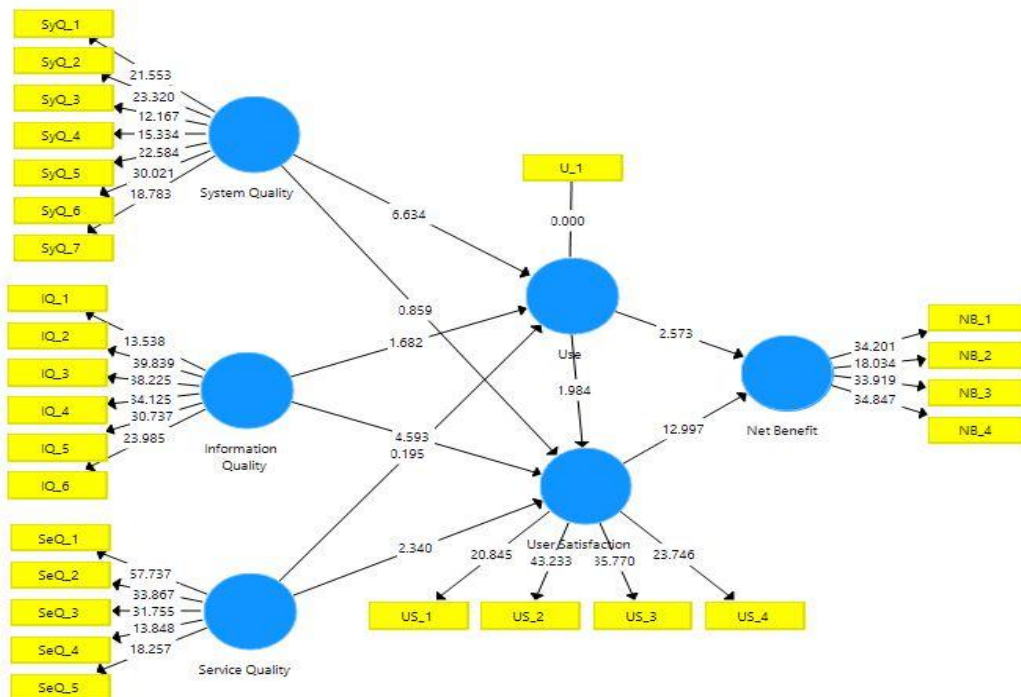 SyQ_1
SyQ_2
SyQ_3
SyQ_4
SyQ_5
SyQ_6
SyQ_7
21.553
23.320
12.167
15.334
22.584
30.021
18.783
System Quality
IQ_1
IQ_2
IQ_3
IQ_4
IQ_5
IQ_6
13.538
39.839
38.225
34.125
30.737
23.985
Information
Quality
SeQ_1
SeQ_2
SeQ_3
SeQ_4
SeQ_5
57.737
33.867
31.755
13.848
18.257
Service Quality
6.634
0.859
1.682
4.593
0.195
2.340
U_1
0.000
Use
1.984
2.573
12.997
User Satisfaction
20.845
43.233
35.770
23.746
US_1
US_2
US_3
US_4
Net Benefit
34.201
18.034
33.919
34.847
NB_1
NB_2
NB_3
NB_4